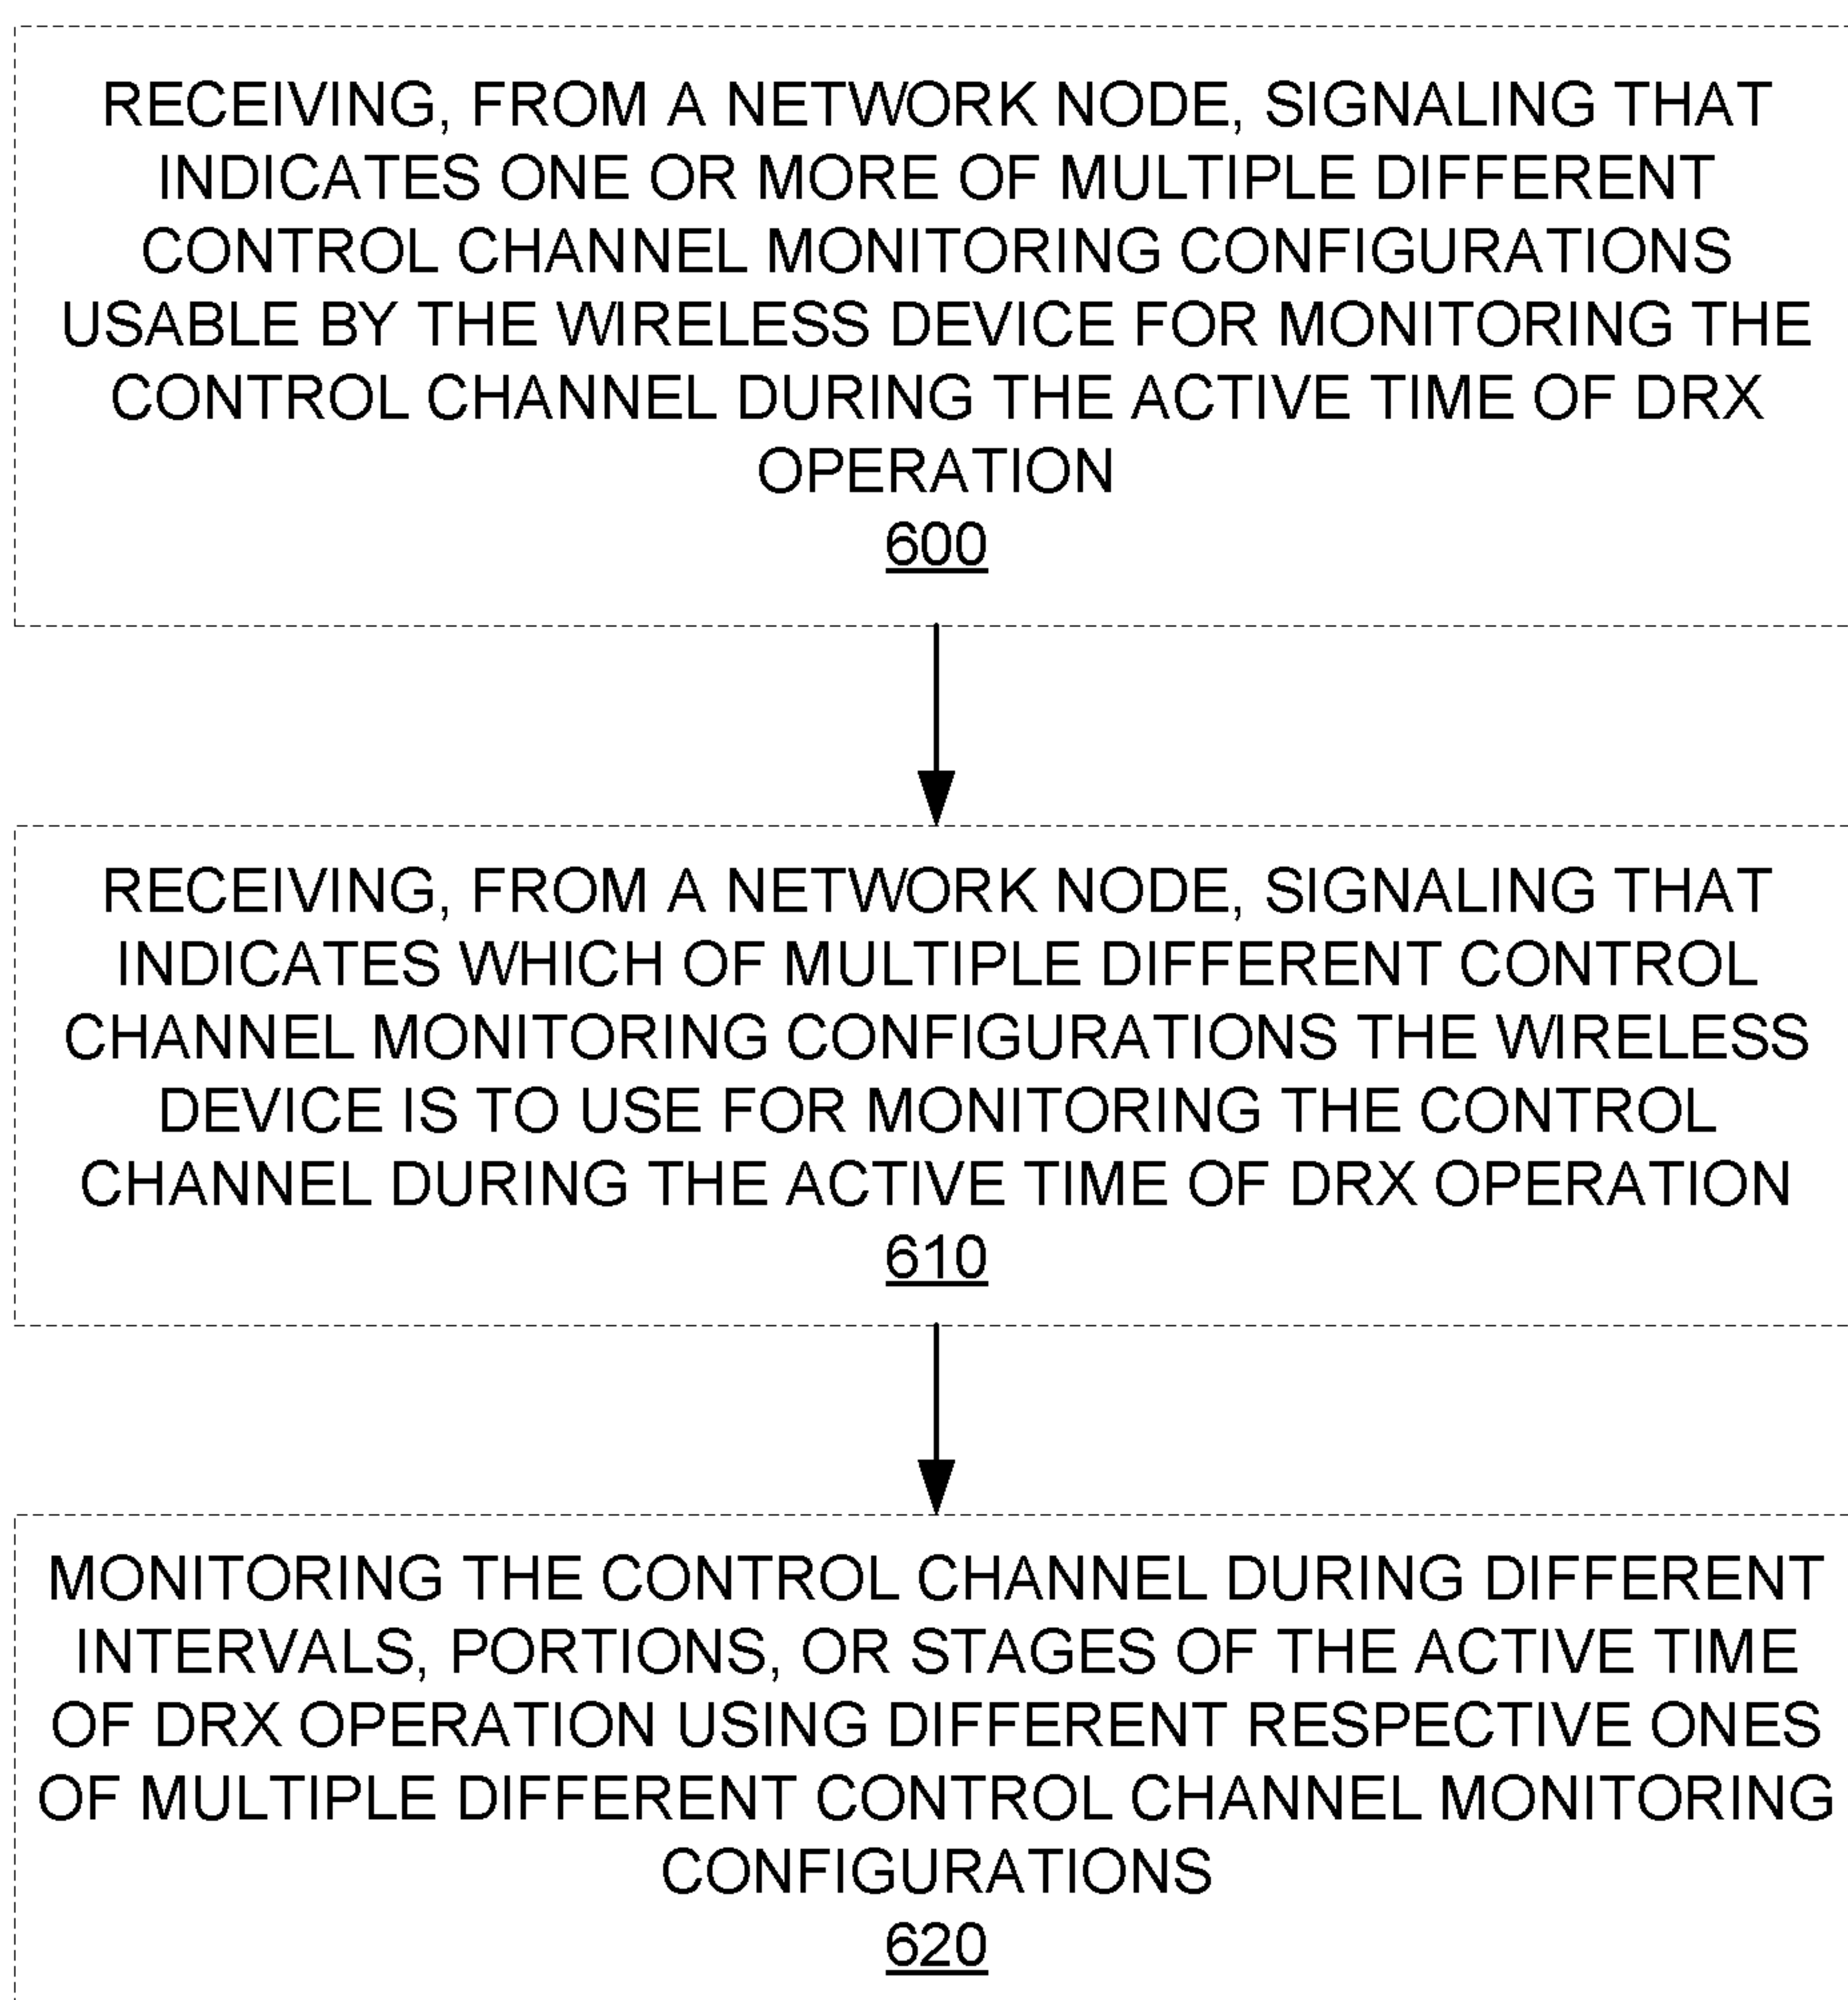 RECEIVING, FROM A NETWORK NODE, SIGNALING THAT
INDICATES ONE OR MORE OF MULTIPLE DIFFERENT
CONTROL CHANNEL MONITORING CONFIGURATIONS
USABLE BY THE WIRELESS DEVICE FOR MONITORING THE
CONTROL CHANNEL DURING THE ACTIVE TIME OF DRX
OPERATION
600
RECEIVING, FROM A NETWORK NODE, SIGNALING THAT
INDICATES WHICH OF MULTIPLE DIFFERENT CONTROL
CHANNEL MONITORING CONFIGURATIONS THE WIRELESS
DEVICE IS TO USE FOR MONITORING THE CONTROL
CHANNEL DURING THE ACTIVE TIME OF DRX OPERATION
610
MONITORING THE CONTROL CHANNEL DURING DIFFERENT
INTERVALS, PORTIONS, OR STAGES OF THE ACTIVE TIME
OF DRX OPERATION USING DIFFERENT RESPECTIVE ONES
OF MULTIPLE DIFFERENT CONTROL CHANNEL MONITORING
CONFIGURATIONS
620